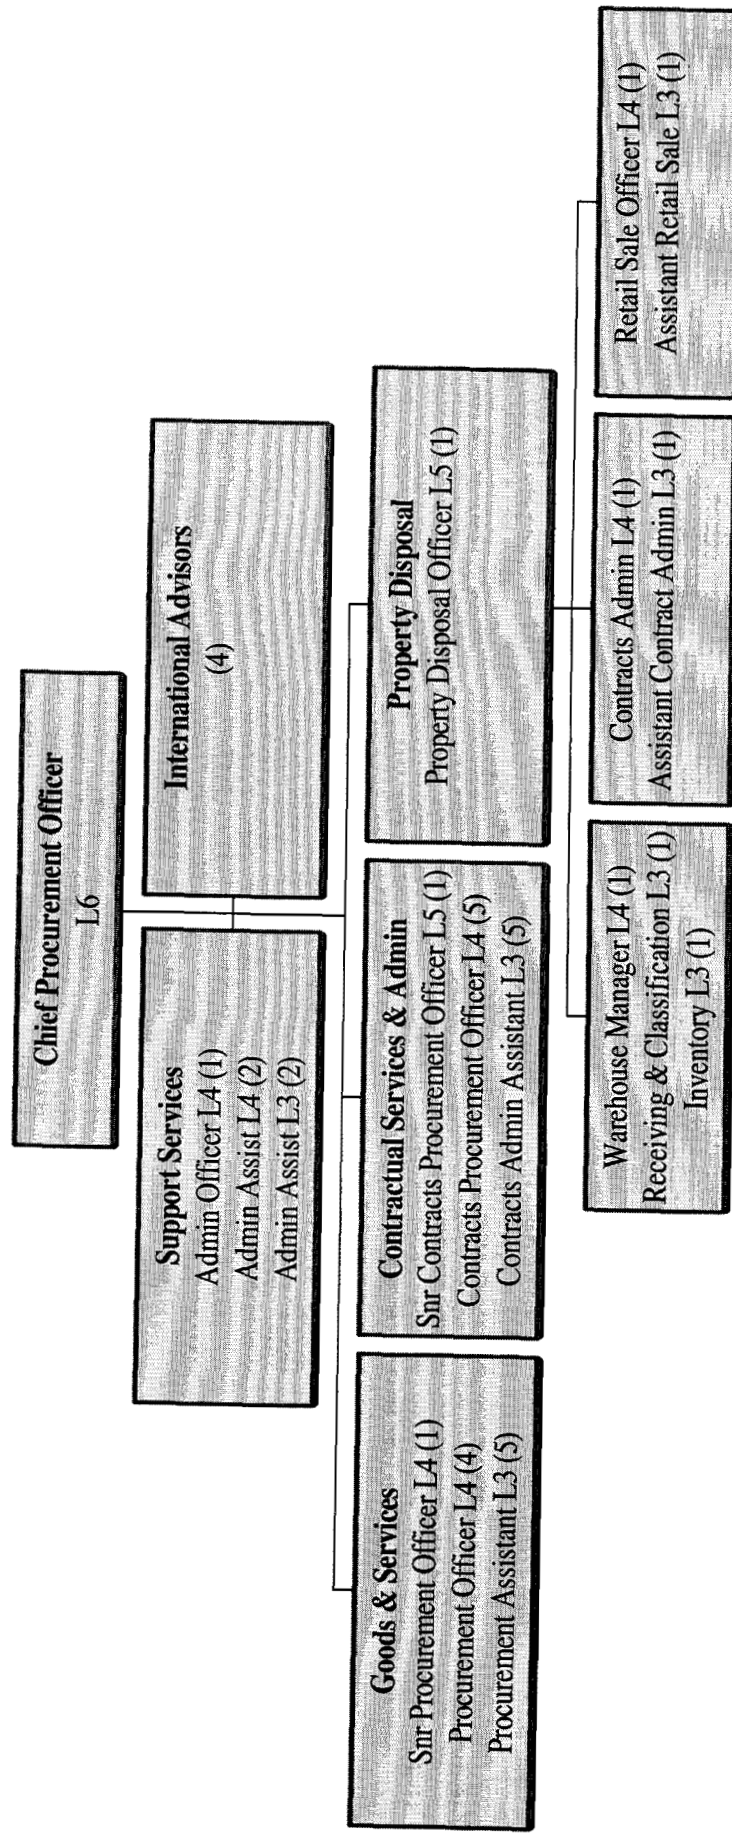 Chief Procurement Officer
L6
Support Services
Admin Officer L4 (1)
Admin Assist L4 (2)
Admin Assist L3 (2)
International Advisors
(4)
Goods & Services
Snr Procurement Officer L4 (1)
Procurement Officer L4 (4)
Procurement Assistant L3 (5)
Contractual Services & Admin
Snr Contracts Procurement Officer L5 (1)
Contracts Procurement Officer L4 (5)
Contracts Admin Assistant L3 (5)
Property Disposal
Property Disposal Officer L5 (1)
Warehouse Manager L4 (1)
Receiving & Classification L3 (1)
Inventory L3 (1)
Contracts Admin L4 (1)
Assistant Contract Admin L3 (1)
Retail Sale Officer L4 (1)
Assistant Retail Sale L3 (1)